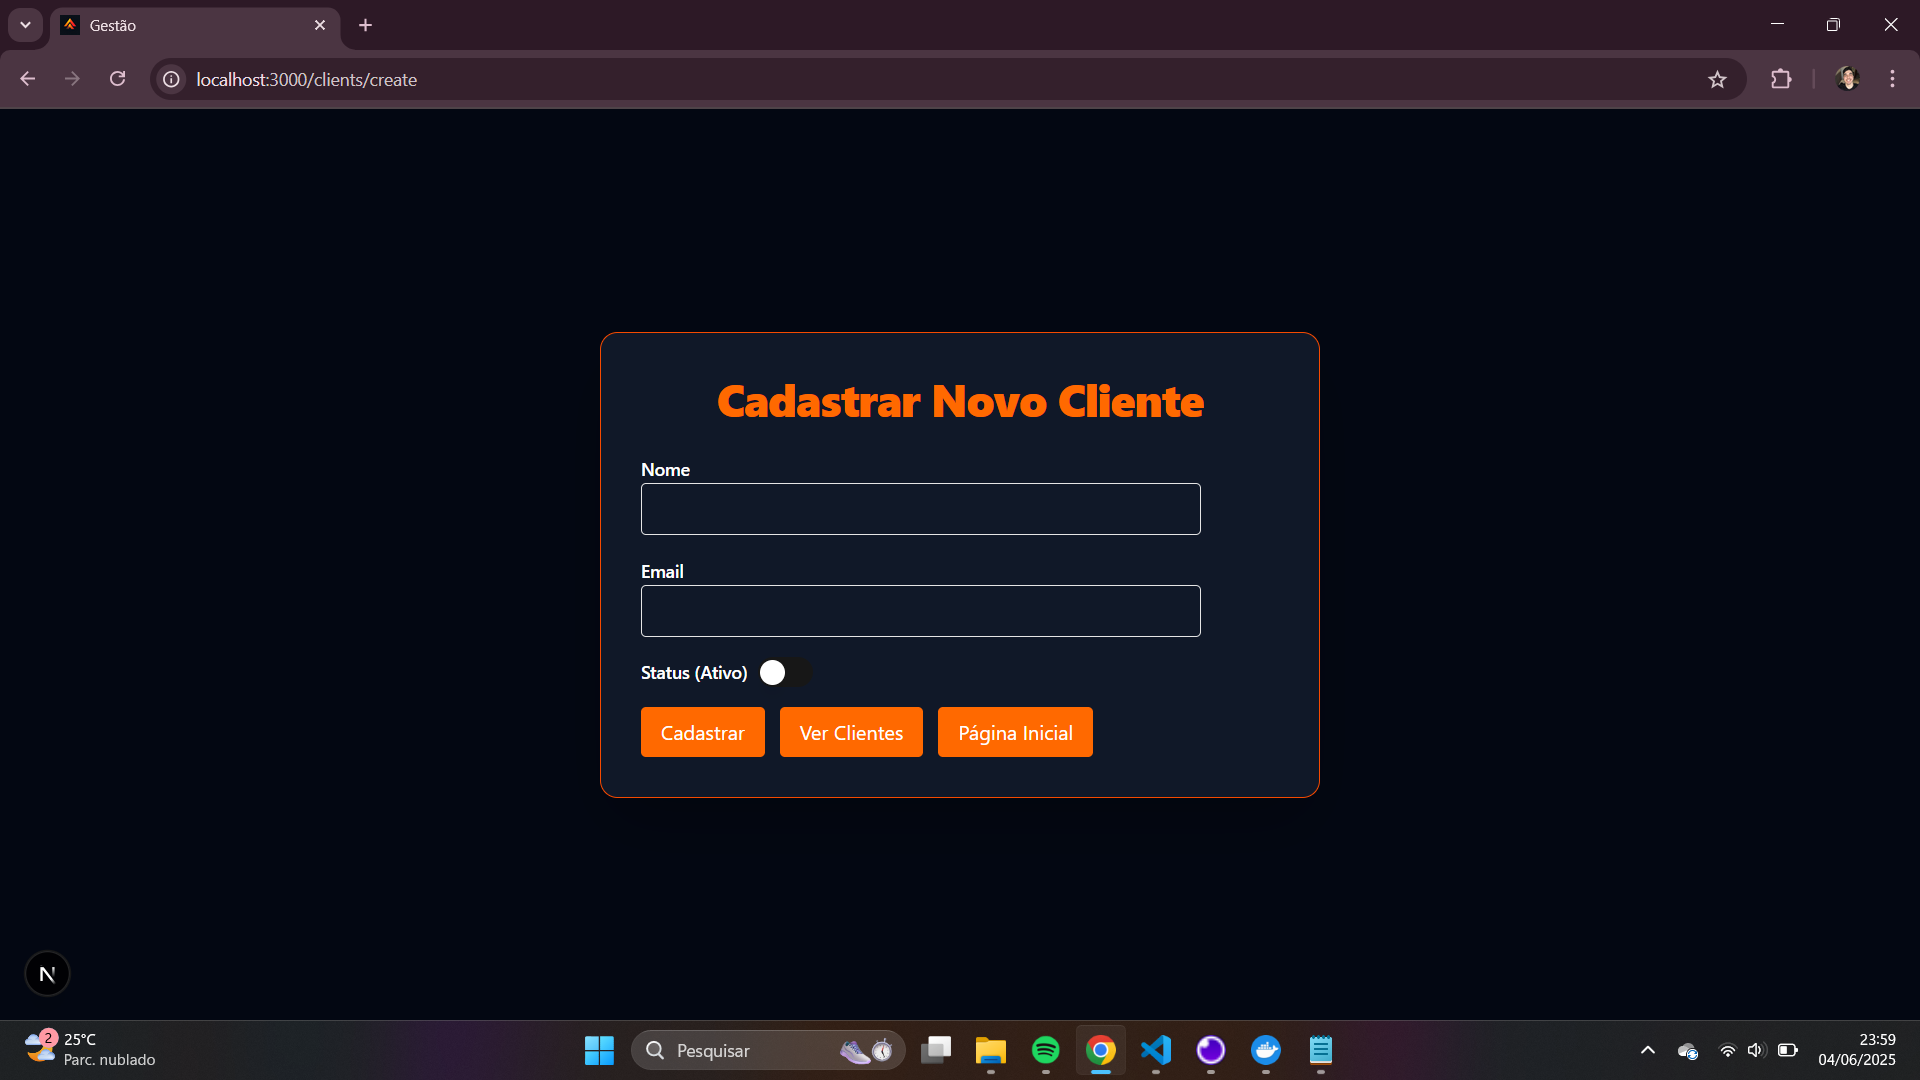 Gestão
localhost:3000/clients/create
Cadastrar Novo Cliente
Nome
Email
Status (Ativo)
Cadastrar
Ver Clientes
Página Inicial
N
2
25°C
Parc. nublado
Pesquisar
23:59
04/06/2025